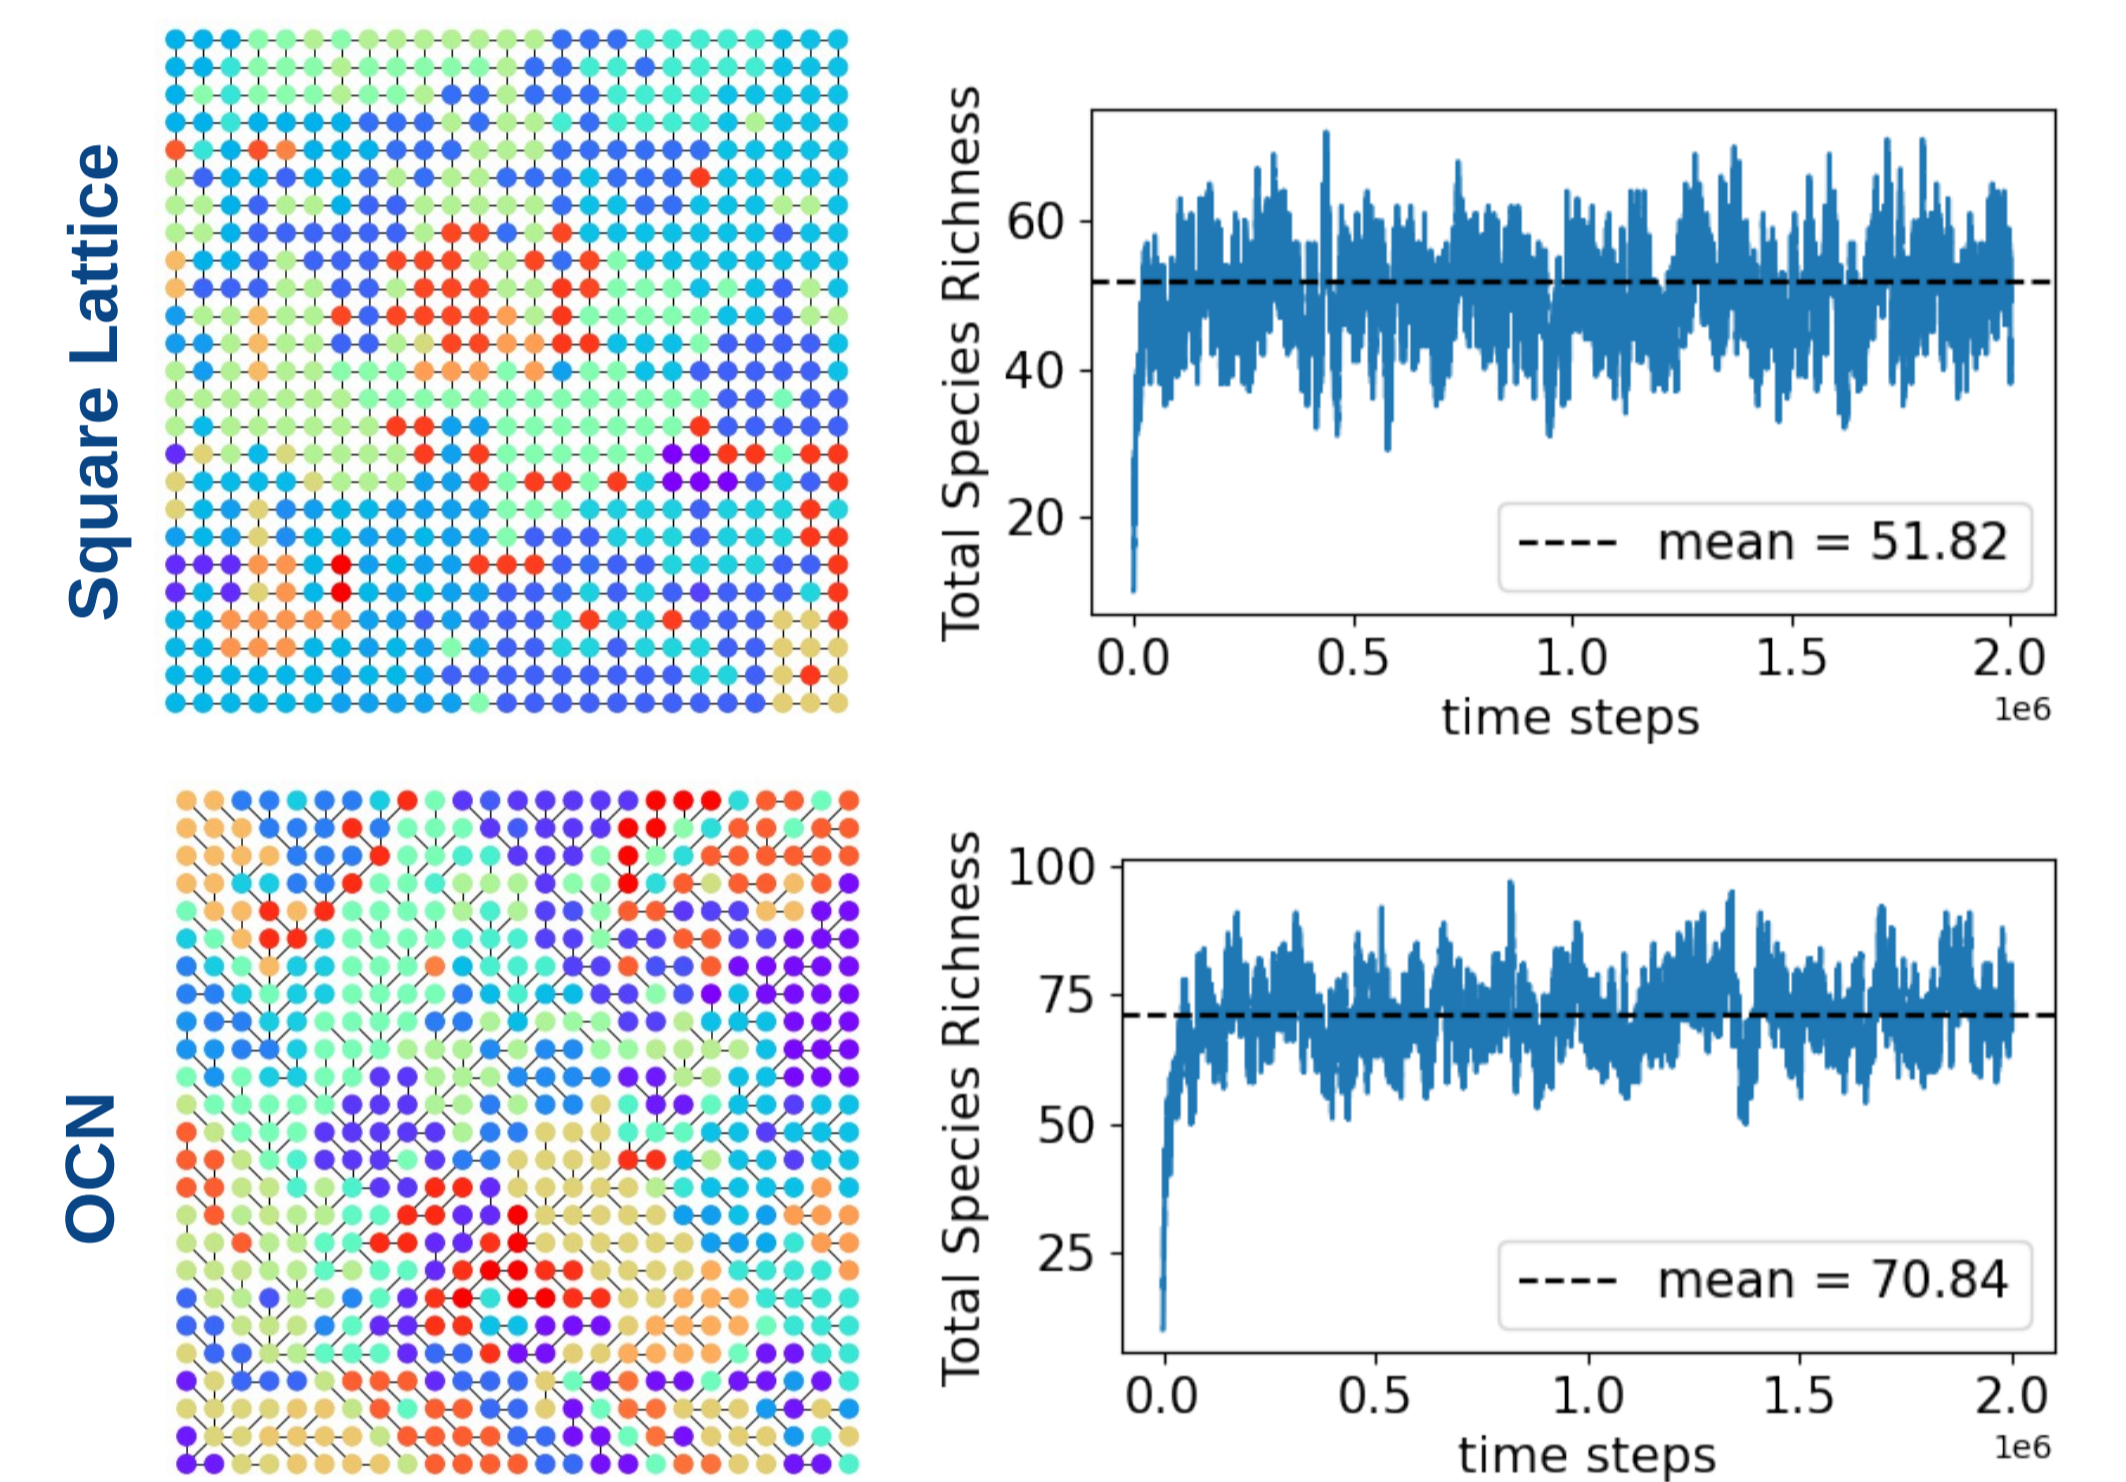 Square Lattice
Total Species Richness
60
40
20
mean = 51.82
0.0 0.5 1.0 1.5 2.0
1e6
time steps
OCN
Total Species Richness
100
75
50
25
mean = 70.84
0.0 0.5 1.0 1.5 2.0
1e6
time steps